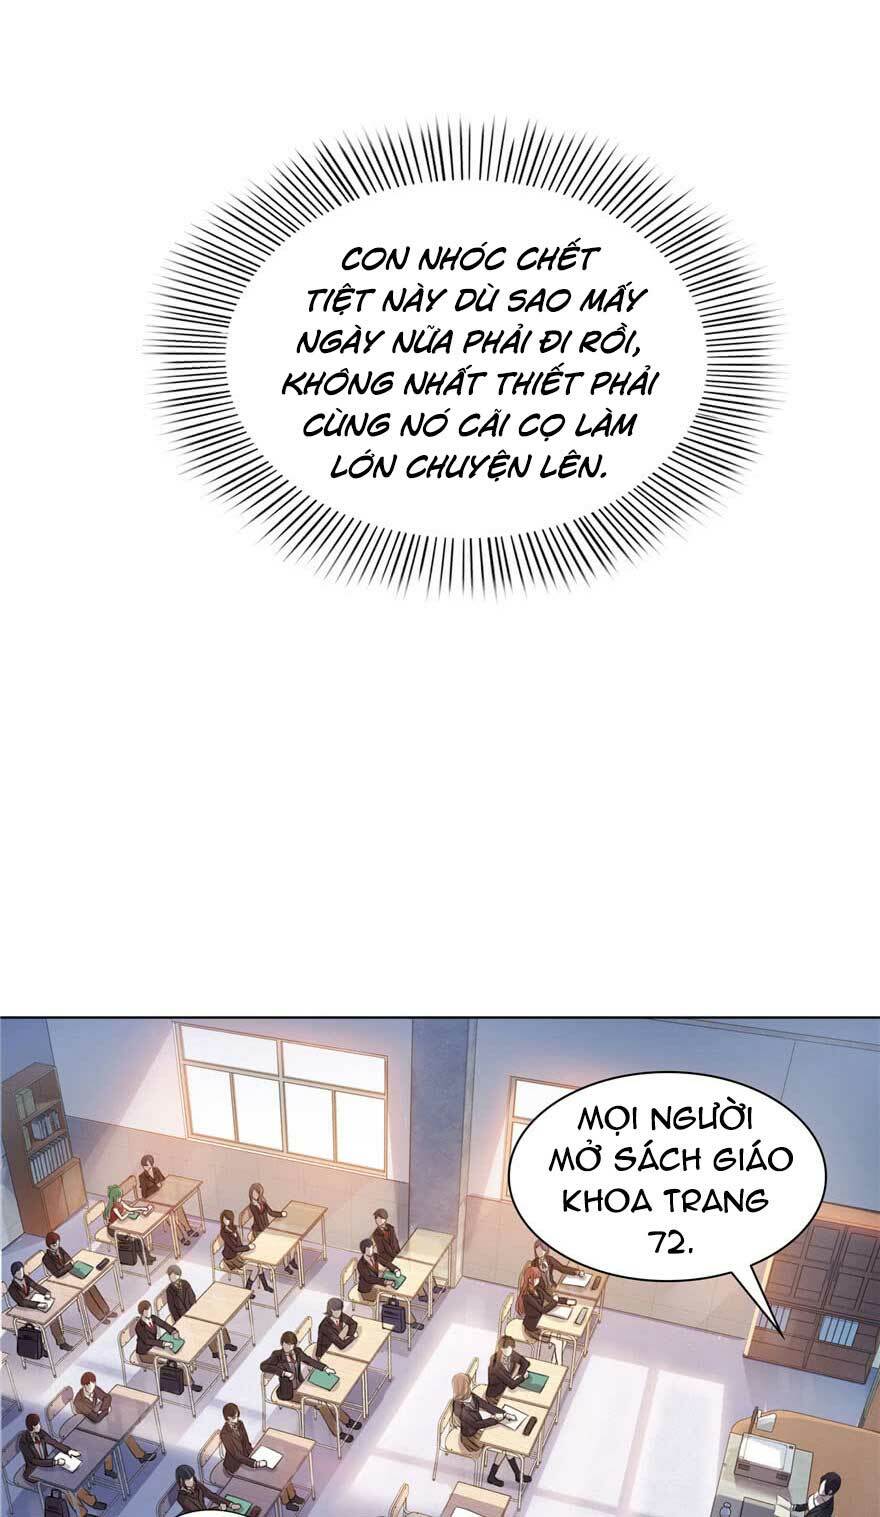 CON NHÓC CHẾT
TIỆT NÀY DÙ SAO MẤY
NGÀY NỮA PHẢI ĐI RỒI,
KHÔNG NHẤT THIẾT PHẢI
CÙNG NÓ CÃI CỌ LÀM
LỚN CHUYỆN LÊN.
MỌI NGƯỜI
MỞ SÁCH GIÁO
KHOA TRANG
72.